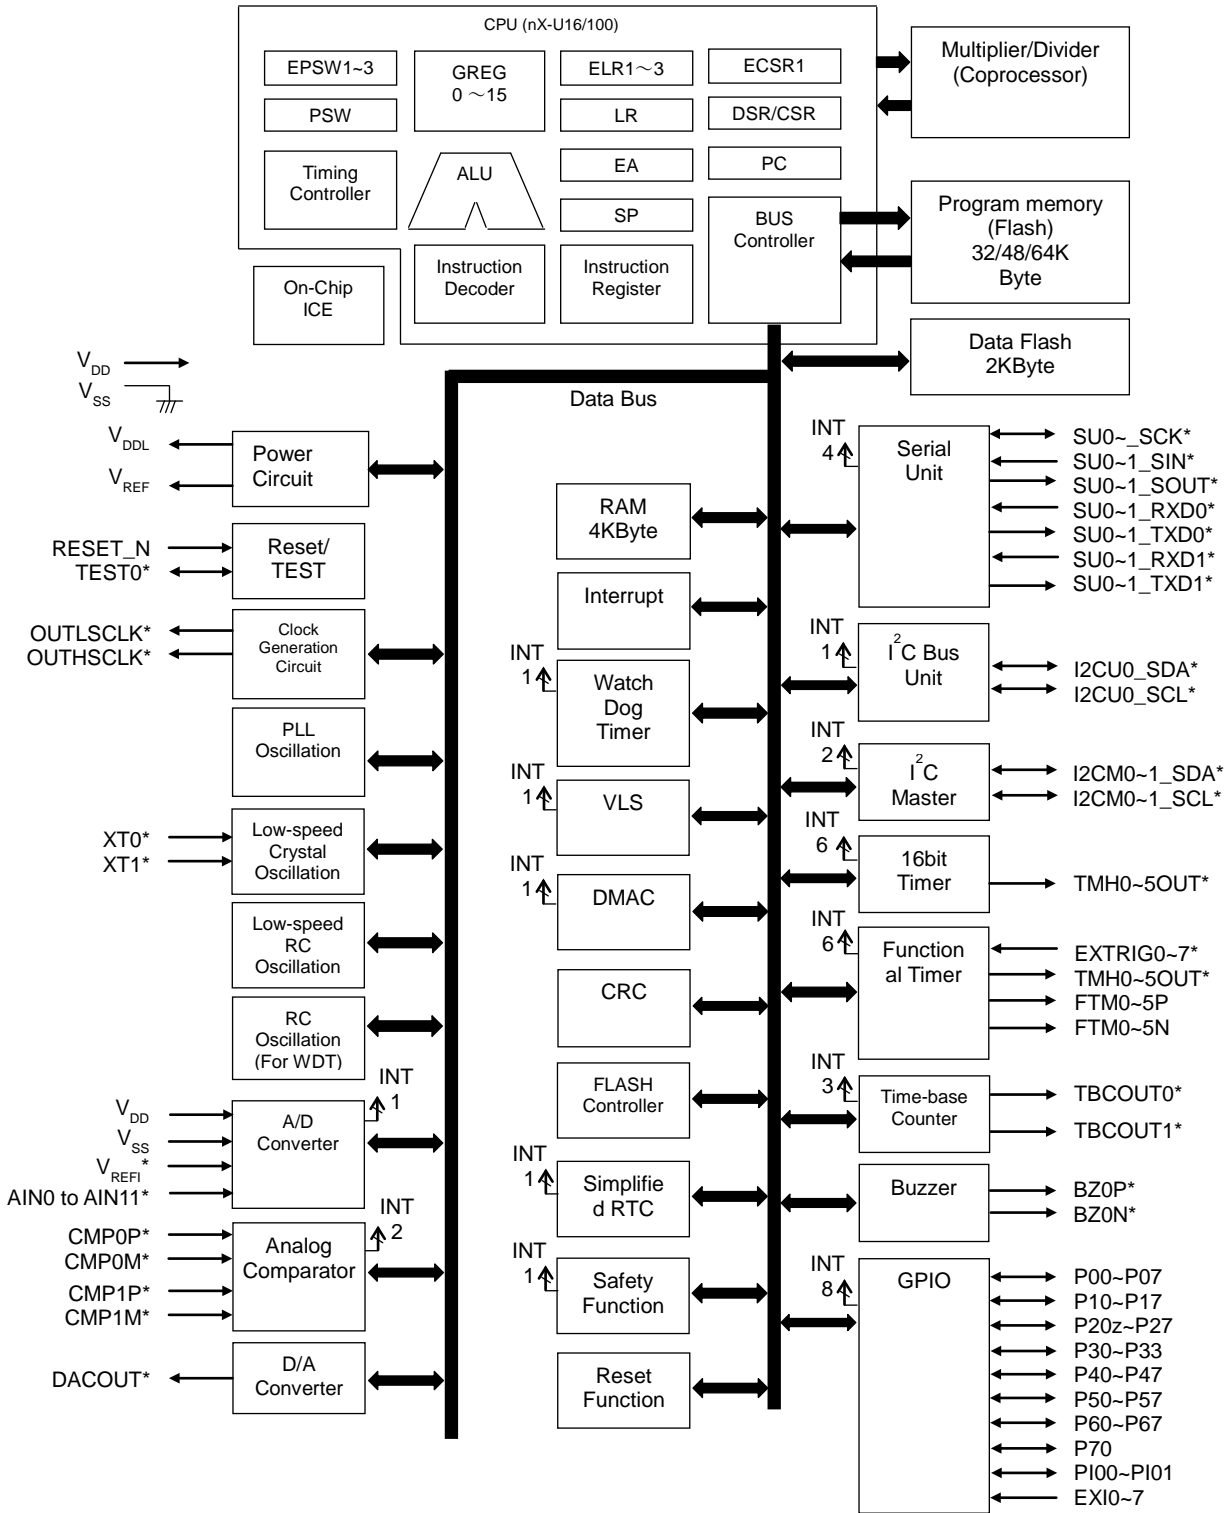 CPU (nX-U16/100)
EPSW1~3
GREG
0 ～15
ELR1～3
ECSR1
PSW
LR
DSR/CSR
Timing
Controller
ALU
EA
PC
SP
BUS
Controller
Instruction
Decoder
Instruction
Register
On-Chip
ICE
Multiplier/Divider
(Coprocessor)
Program memory
(Flash)
32/48/64K
Byte
Data Flash
2KByte
VDD
VSS
Data Bus
VDDL
VREF
Power
Circuit
RESET_N
TEST0*
Reset/
TEST
OUTLSCLK*
OUTHSCLK*
Clock
Generation
Circuit
PLL
Oscillation
XT0*
XT1*
Low-speed
Crystal
Oscillation
Low-speed
RC
Oscillation
RC
Oscillation
(For WDT)
VDD
VSS
VREFI*
AIN0 to AIN11*
A/D
Converter
INT
1
CMP0P*
CMP0M*
CMP1P*
CMP1M*
Analog
Comparator
INT
2
DACOUT*
D/A
Converter
RAM
4KByte
Interrupt
INT
1
Watch
Dog
Timer
INT
1
VLS
INT
1
DMAC
CRC
FLASH
Controller
INT
1
Simplifie
d RTC
INT
1
Safety
Function
Reset
Function
INT
4
Serial
Unit
SU0~_SCK*
SU0~1_SIN*
SU0~1_SOUT*
SU0~1_RXD0*
SU0~1_TXD0*
SU0~1_RXD1*
SU0~1_TXD1*
INT
1
I2C Bus
Unit
I2CU0_SDA*
I2CU0_SCL*
INT
2
I2C
Master
I2CM0~1_SDA*
I2CM0~1_SCL*
INT
6
16bit
Timer
TMH0~5OUT*
INT
6
Function
al Timer
EXTRIG0~7*
TMH0~5OUT*
FTM0~5P
FTM0~5N
INT
3
Time-base
Counter
TBCOUT0*
TBCOUT1*
Buzzer
BZ0P*
BZ0N*
INT
8
GPIO
P00~P07
P10~P17
P20z~P27
P30~P33
P40~P47
P50~P57
P60~P67
P70
PI00~PI01
EXI0~7